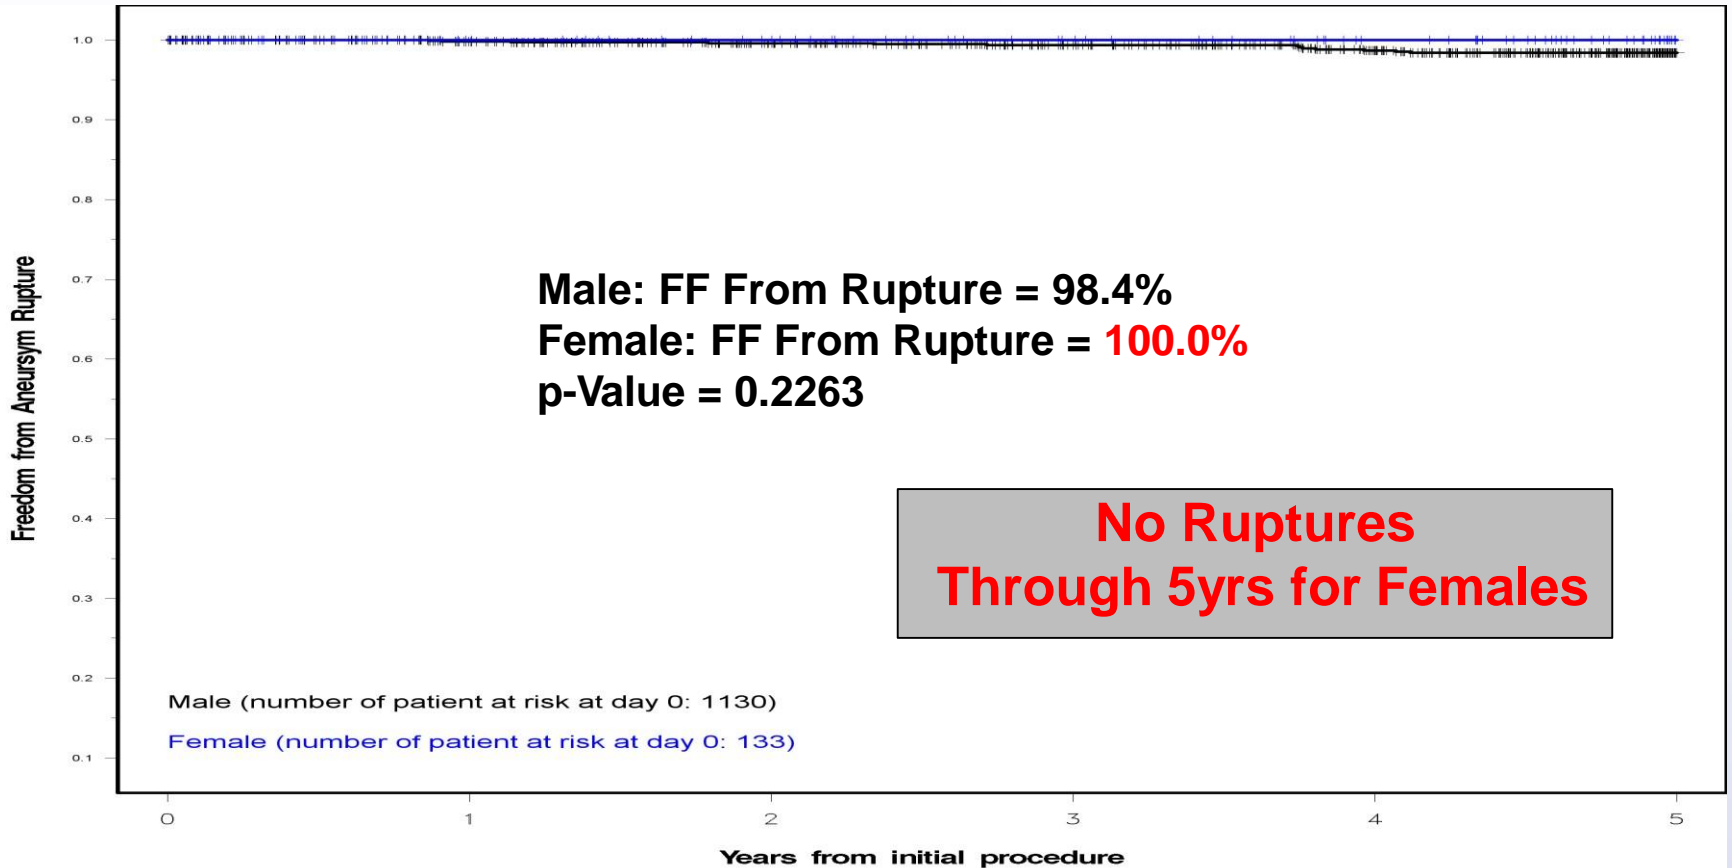 1.0
0.9
0.8
0.7
0.6
0.5
0.4
0.3
0.2
0.1
Freedom from Aneursym Rupture
Male: FF From Rupture = 98.4%
Female: FF From Rupture = 100.0%
p-Value = 0.2263
No Ruptures
Through 5yrs for Females
Male (number of patient at risk at day 0: 1130)
Female (number of patient at risk at day 0: 133)
0 1 2 3 4 5
Years from initial procedure